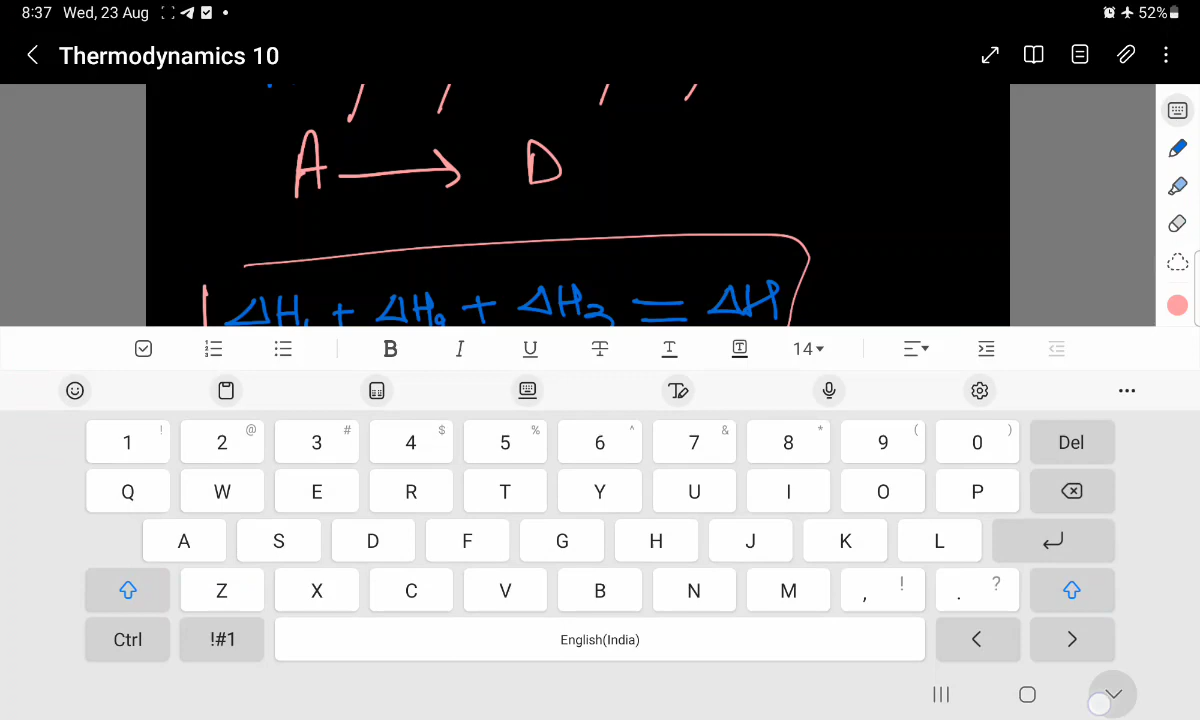 8:37 Wed, 23 Aug 52%
Thermodynamics 10
A → D
ΔH₁ + ΔH₂ + ΔH₃ = ΔH
B I U T T T 14
1 ! 2 @ 3 # 4 $ 5 % 6 ^ 7 & 8 * 9 ( 0 ) Del
Q W E R T Y U I O P
A S D F G H J K L
Z X C V B N M , ! . ?
Ctrl !#1 English(India) < >